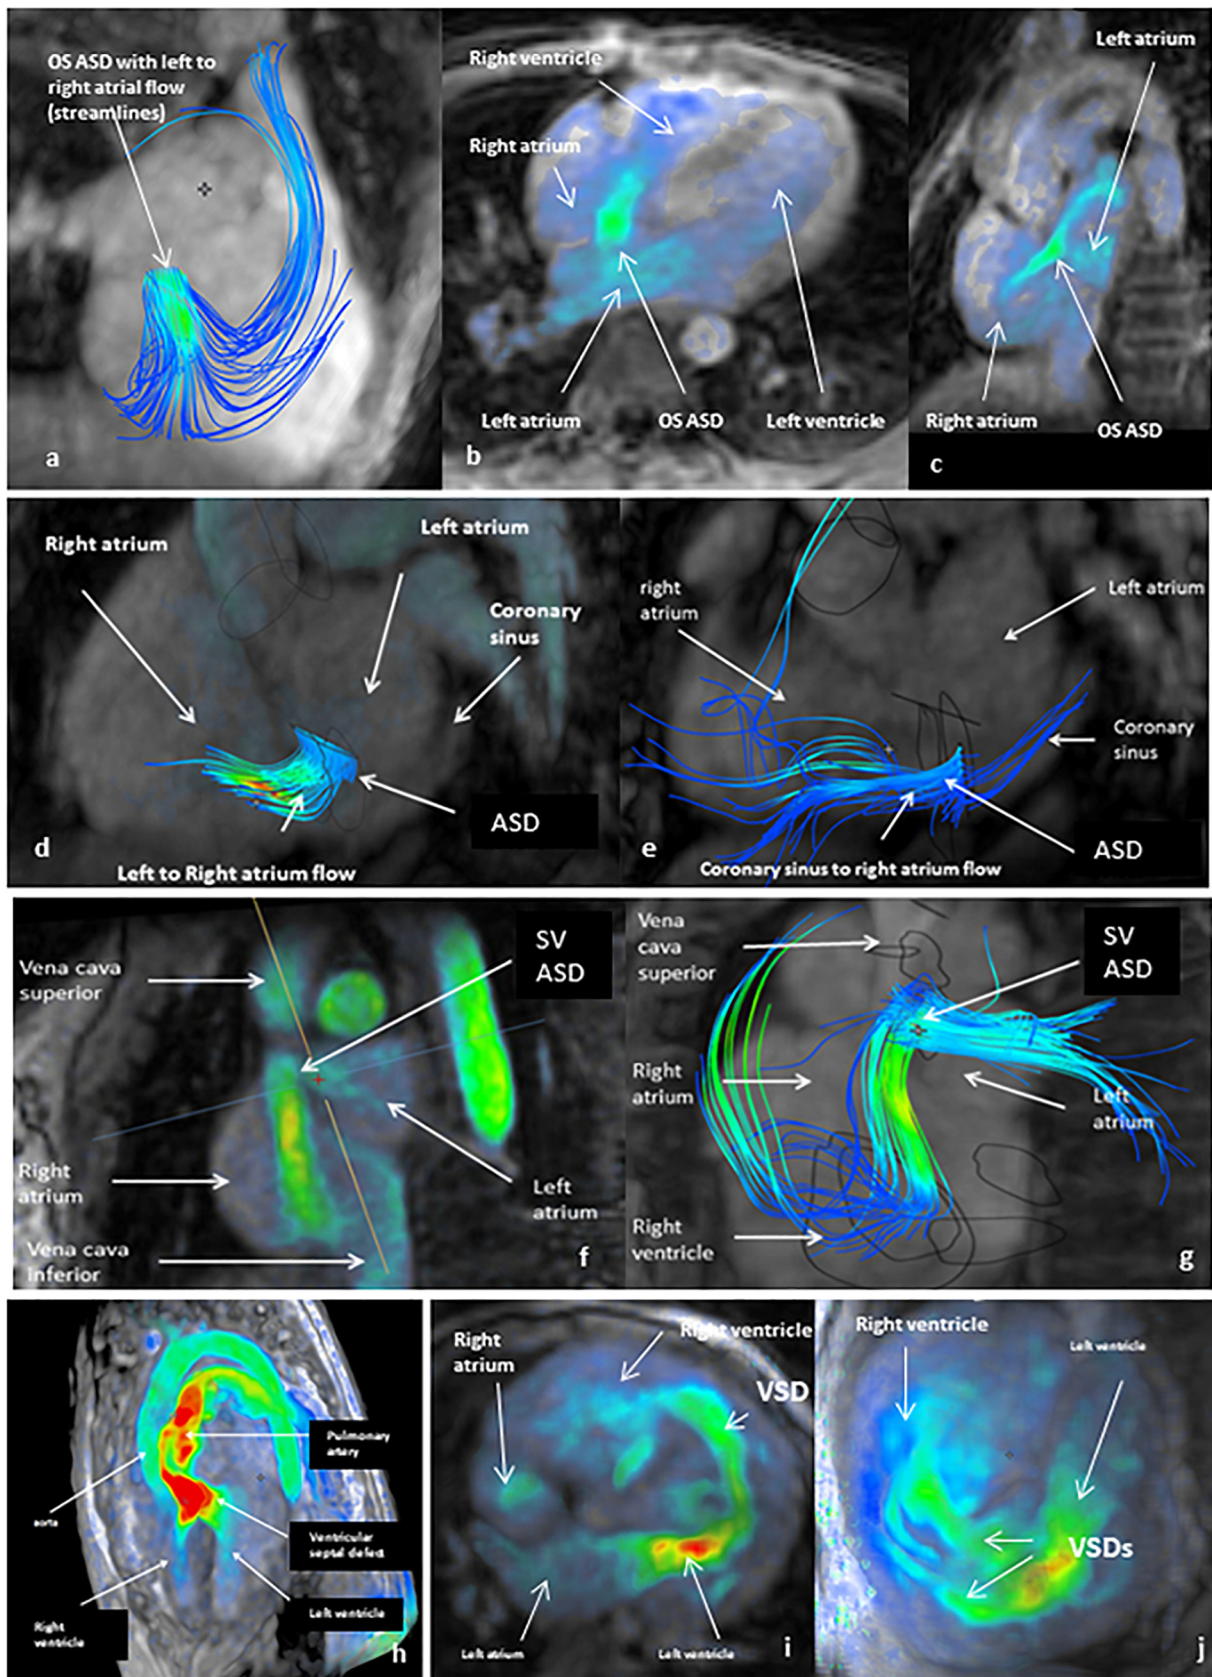 OS ASD with left to
right atrial flow
(streamlines)
a
Right ventricle
Right atrium
Left atrium
OS ASD
Left ventricle
b
Left atrium
Right atrium
OS ASD
c
Right atrium
Left atrium
Coronary
sinus
ASD
d
Left to Right atrium flow
right
atrium
Left atrium
Coronary
sinus
ASD
e
Coronary sinus to right atrium flow
Vena cava
superior
SV
ASD
Right
atrium
Left
atrium
Vena cava
inferior
f
Vena
cava
superior
SV
ASD
Right
atrium
Left
atrium
Right
ventricle
g
Pulmonary
artery
aorta
Ventricular
septal defect
Left ventricle
Right
ventricle
h
Right
atrium
Right ventricle
VSD
Left atrium
Left ventricle
i
Right ventricle
Left ventricle
VSDs
j